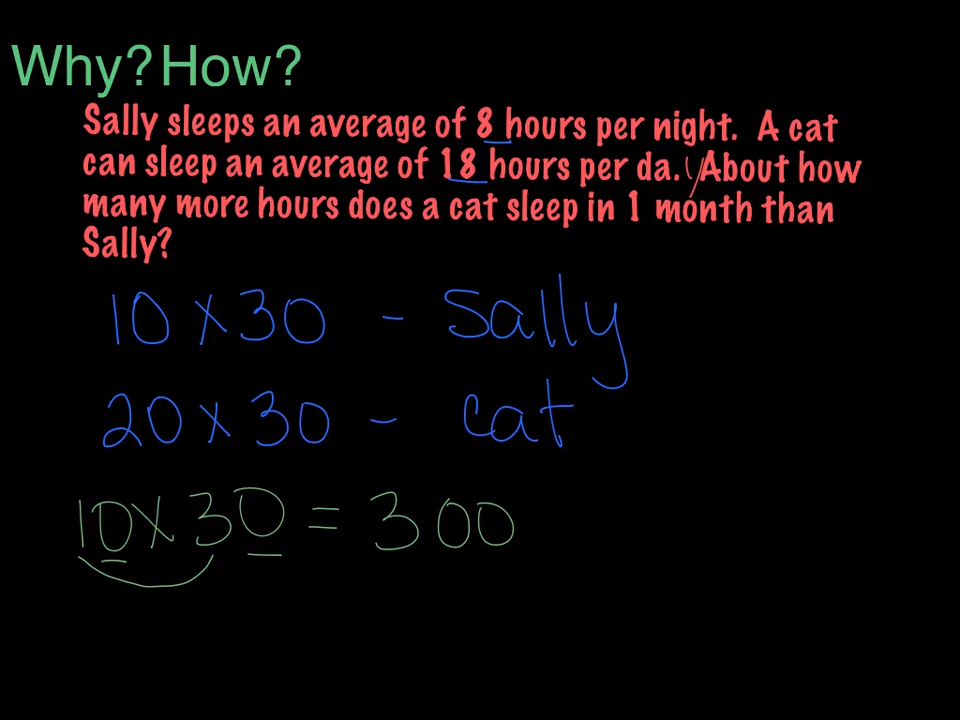 Why? How?
Sally sleeps an average of 8 hours per night. A cat
can sleep an average of 18 hours per da. y About how
many more hours does a cat sleep in 1 month than
Sally?
10 x 30 - Sally
20 x 30 - cat
10 x 30 = 300